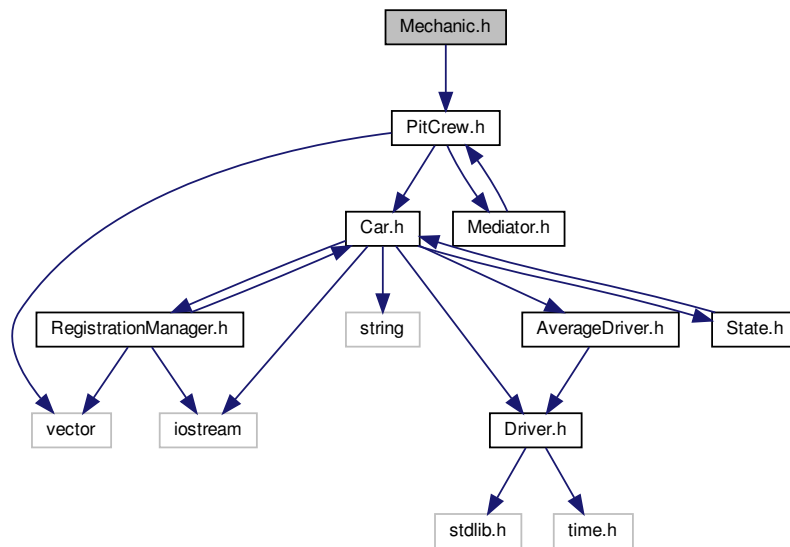 Mechanic.h
PitCrew.h
Car.h
Mediator.h
RegistrationManager.h
string
AverageDriver.h
State.h
vector
iostream
Driver.h
stdlib.h
time.h